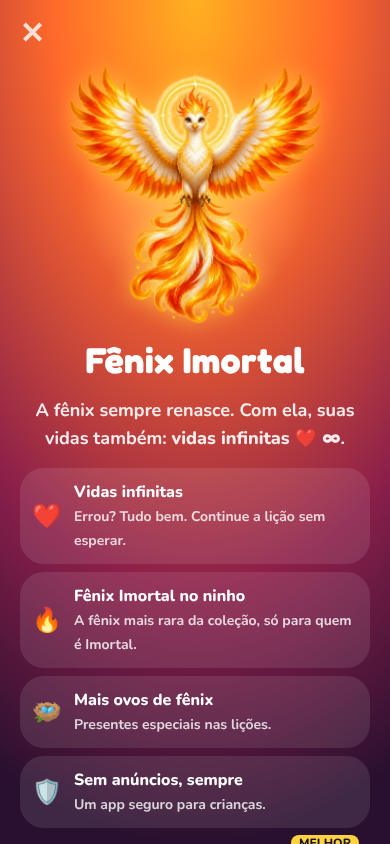 Fênix Imortal
A fênix sempre renasce. Com ela, suas
vidas também: vidas infinitas ❤️ ∞.
Vidas infinitas
Errou? Tudo bem. Continue a lição sem
esperar.
Fênix Imortal no ninho
A fênix mais rara da coleção, só para quem
é Imortal.
Mais ovos de fênix
Presentes especiais nas lições.
Sem anúncios, sempre
Um app seguro para crianças.
MELHOR